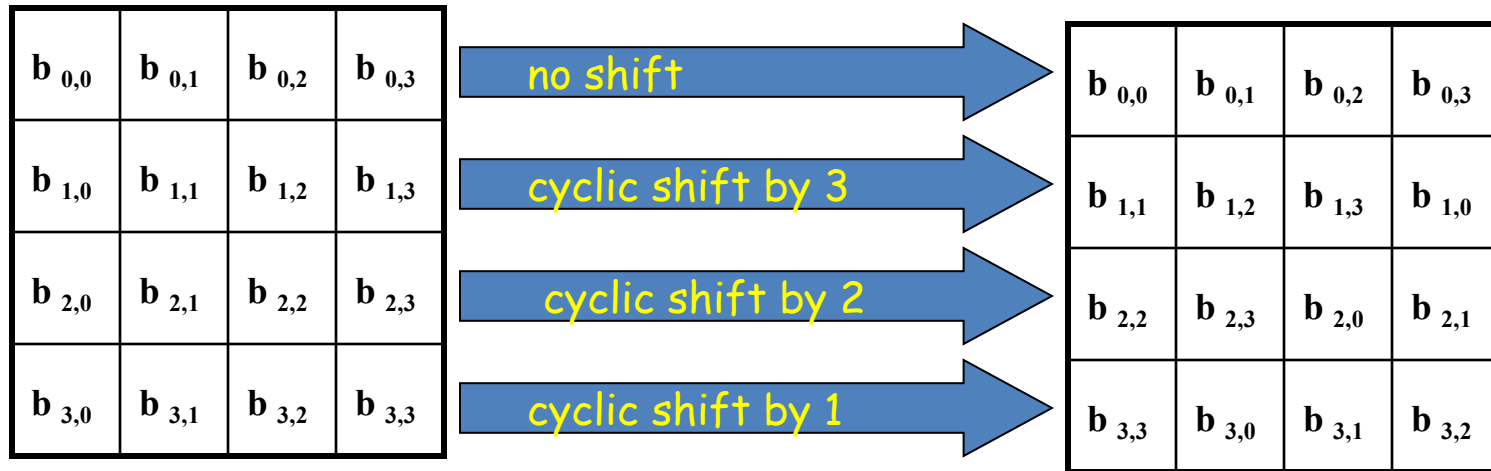 b 0,0 b 0,1 b 0,2 b 0,3 no shift b 0,0 b 0,1 b 0,2 b 0,3
b 1,0 b 1,1 b 1,2 b 1,3 cyclic shift by 3 b 1,1 b 1,2 b 1,3 b 1,0
b 2,0 b 2,1 b 2,2 b 2,3 cyclic shift by 2 b 2,2 b 2,3 b 2,0 b 2,1
b 3,0 b 3,1 b 3,2 b 3,3 cyclic shift by 1 b 3,3 b 3,0 b 3,1 b 3,2